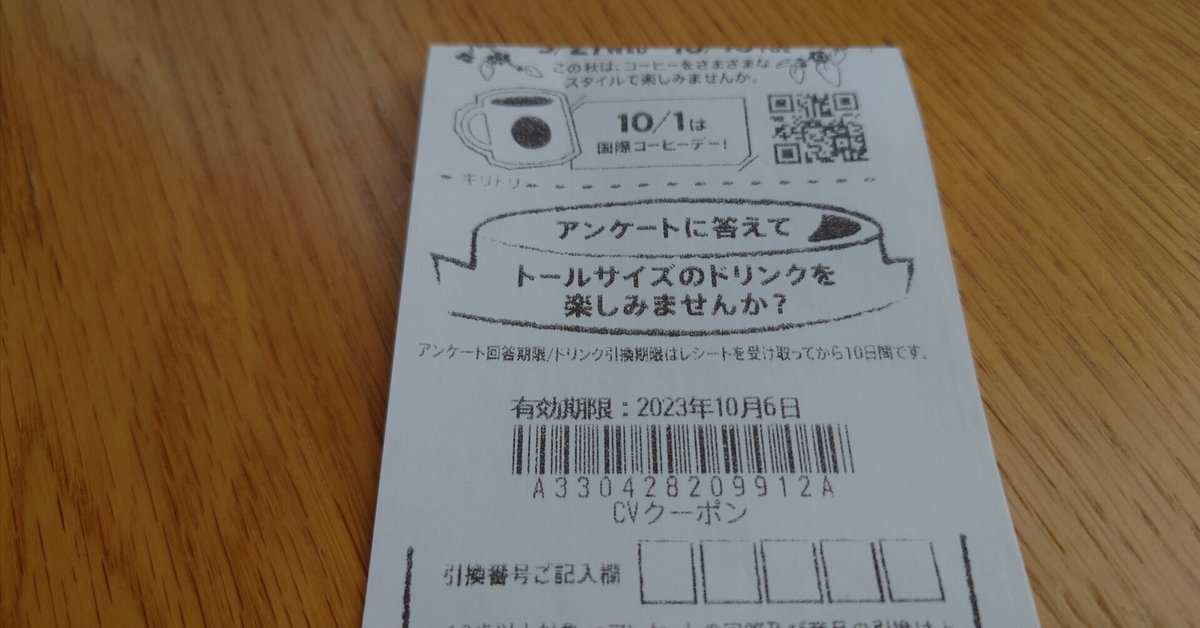 この秋は、コーヒーをさまざまな
スタイルで楽しみませんか。
10/1は
国際コーヒーデー!
キリトリ
アンケートに答えて
トールサイズのドリンクを
楽しみませんか?
アンケート回答期限/ドリンク引換期限はレシートを受け取ってから10日間です。
有効期限：2023年10月6日
A330428209912A
CVクーポン
引換番号ご記入欄